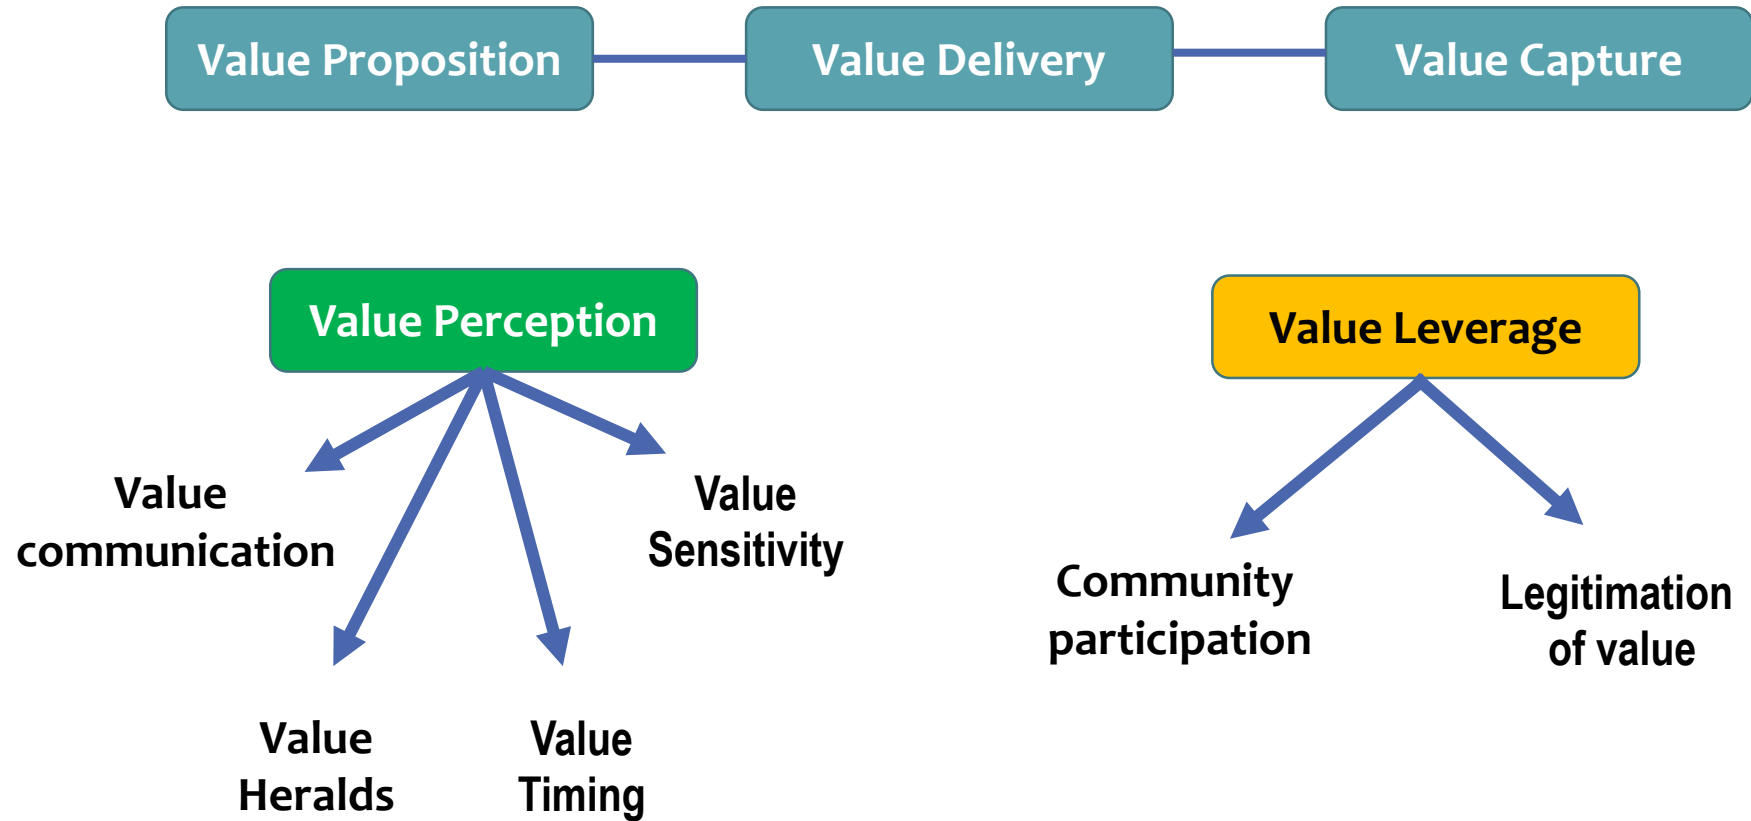 Value Proposition
Value Delivery
Value Capture
Value Perception
Value Leverage
Value
communication
Value
Sensitivity
Value
Heralds
Value
Timing
Community
participation
Legitimation
of value